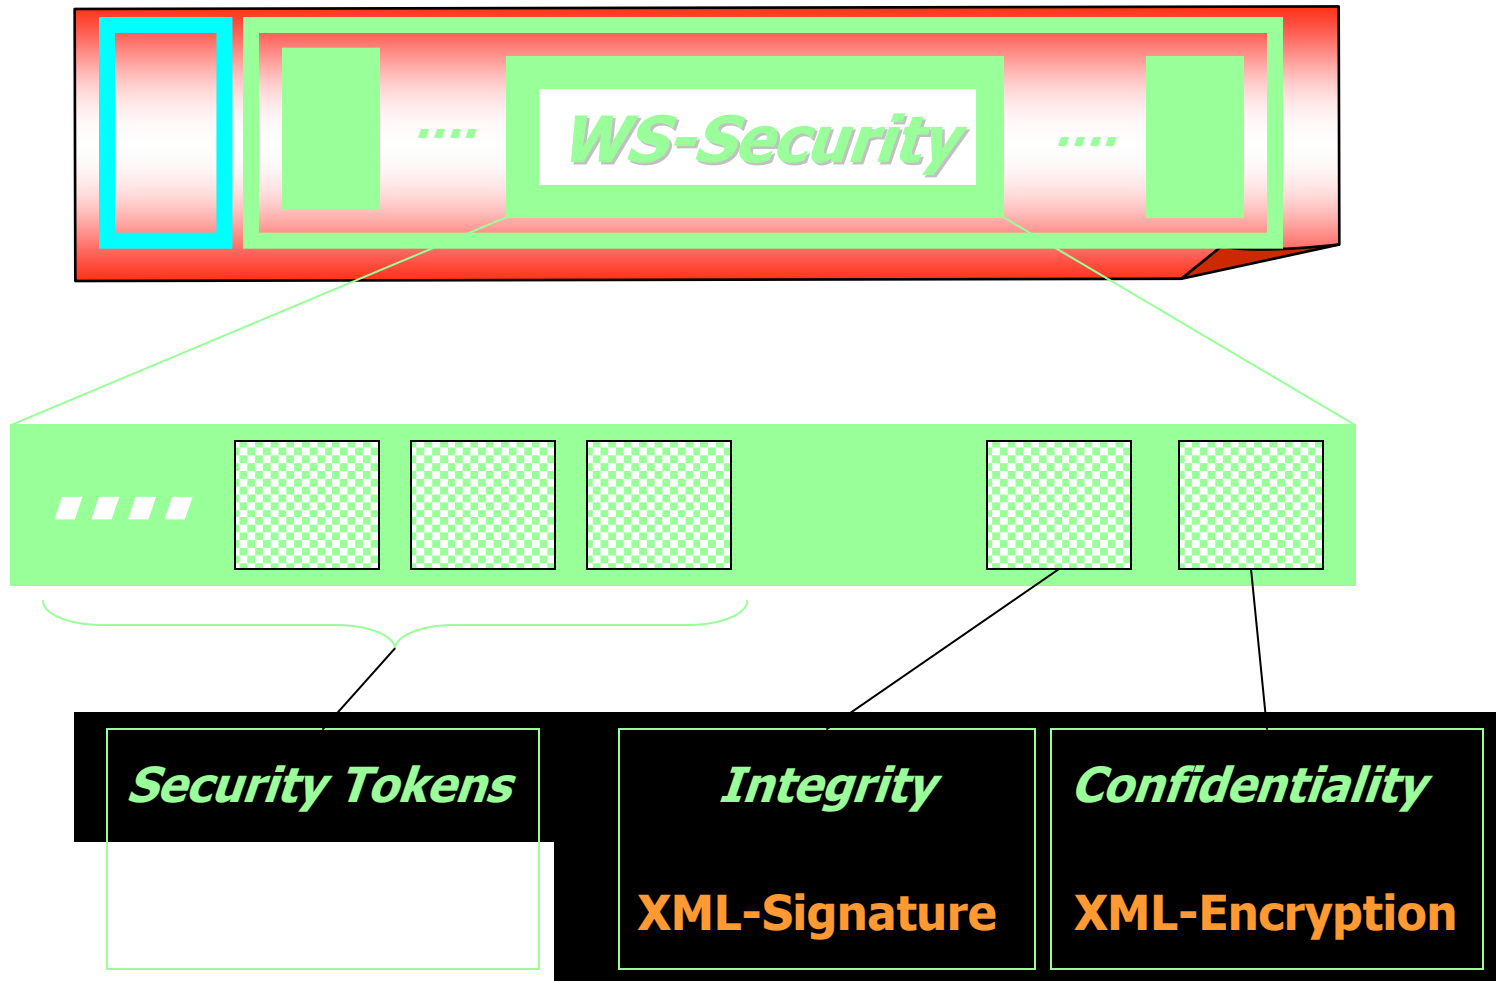 ....
WS-Security
....
....
Security Tokens
Integrity
Confidentiality
XML-Signature
XML-Encryption